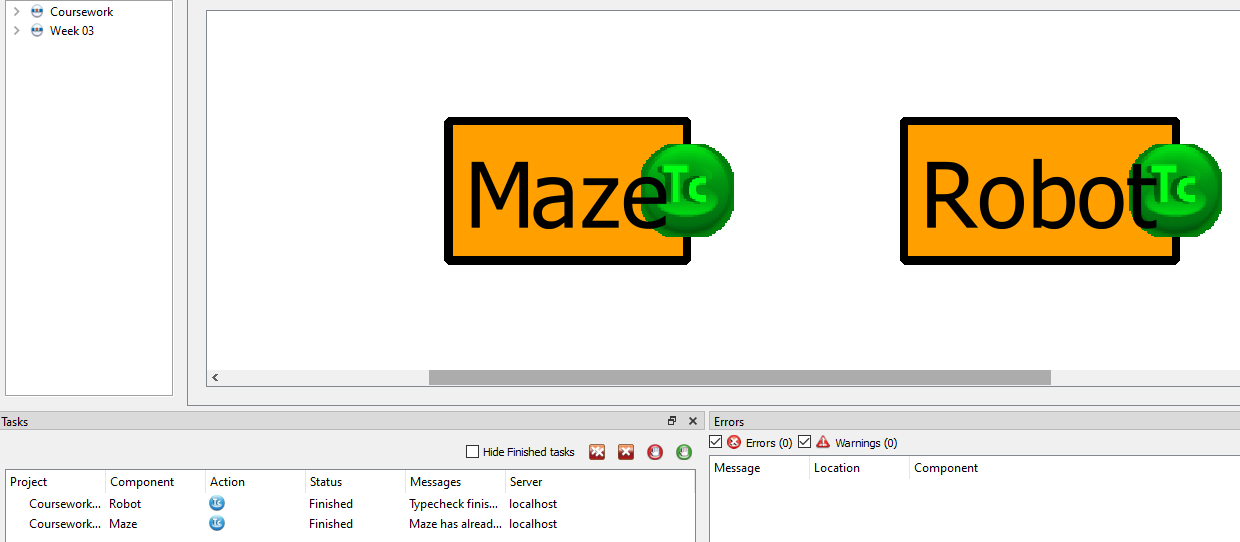 Coursework
Week 03
Maze Tc
Robot Tc
Tasks
Hide Finished tasks
Project Component Action Status Messages Server
Coursework... Robot Tc Finished Typecheck finis... localhost
Coursework... Maze Tc Finished Maze has alread... localhost
Errors
Errors (0) Warnings (0)
Message Location Component